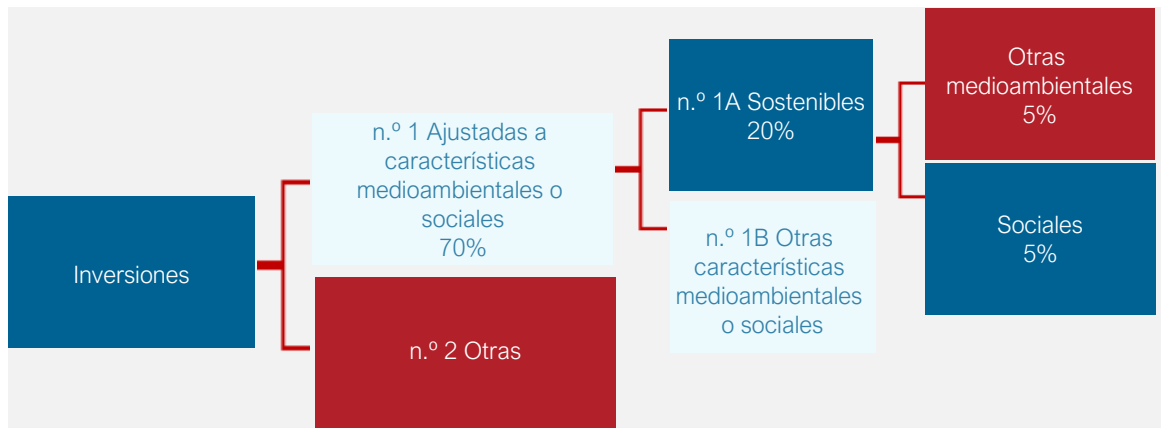 Inversiones
n.º 1 Ajustadas a
características
medioambientales o
sociales
70%
n.º 2 Otras
n.º 1A Sostenibles
20%
n.º 1B Otras
características
medioambientales
o sociales
Otras
medioambientales
5%
Sociales
5%